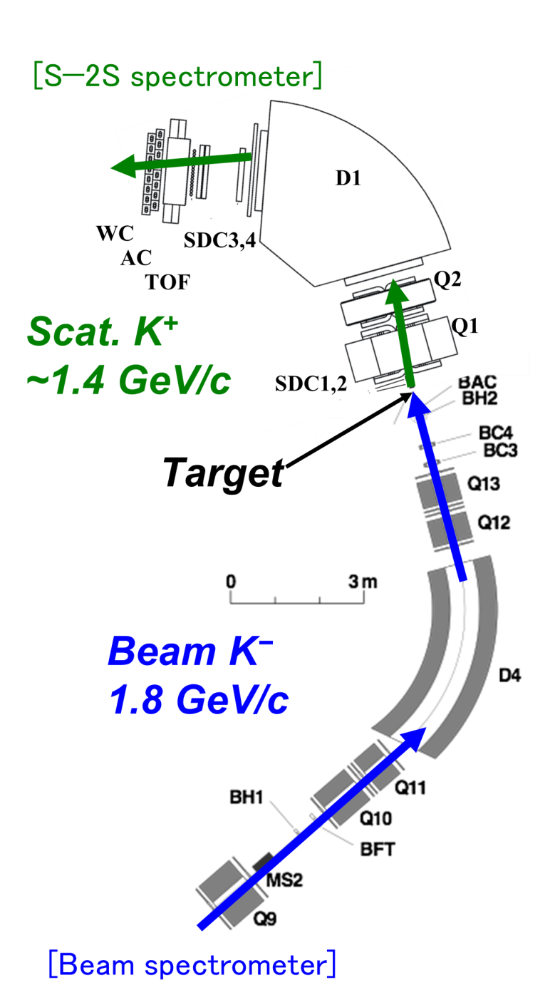 [S-2S spectrometer]
D1
WC
AC
TOF
SDC3,4
Q2
Q1
SDC1,2
Scat. K+
~1.4 GeV/c
BAC
BH2
BC4
BC3
Target
Q13
Q12
0 3 m
Beam K−
1.8 GeV/c
D4
Q11
BH1
Q10
BFT
MS2
Q9
[Beam spectrometer]